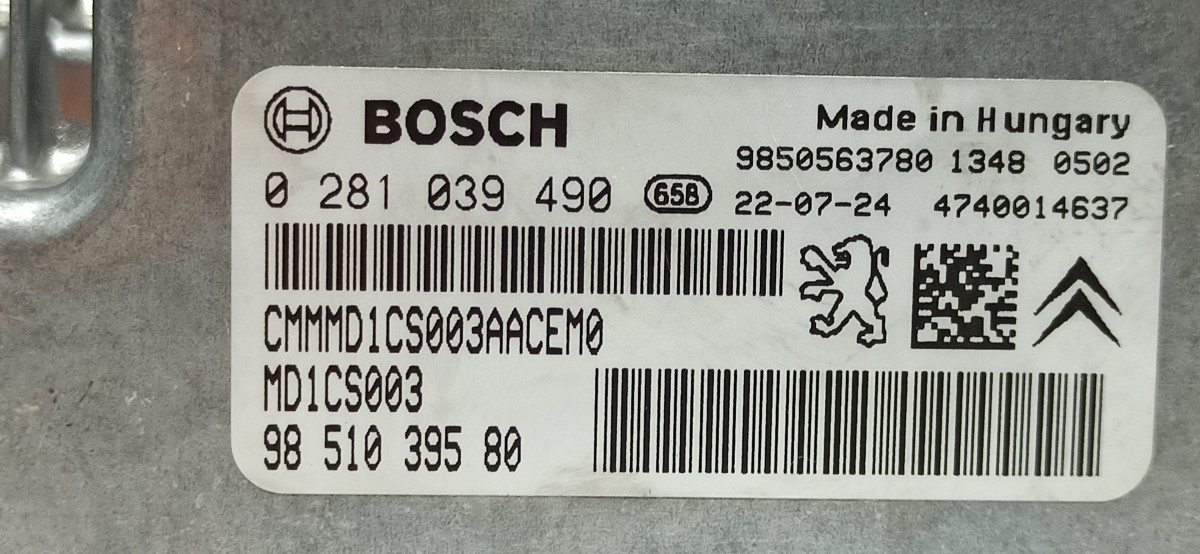 BOSCH
Made in Hungary
9850563780 1348 0502
0 281 039 490 658
22-07-24 4740014637
CMMMD1CS003AACEM0
MD1CS003
98 510 395 80